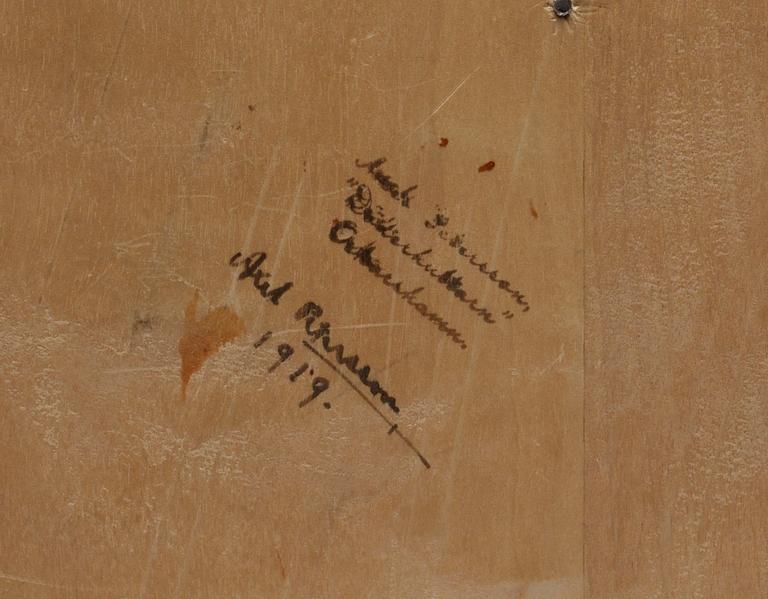 Axel Petersson,
"Döderhultarn"
Oskarshamn.
Axel Petersson
1919.